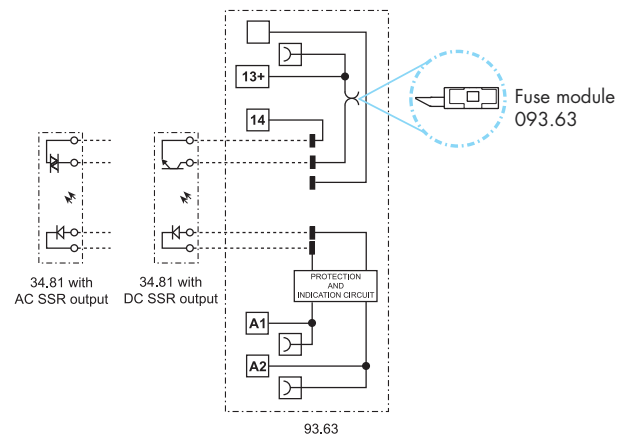 13+
14
Fuse module
093.63
34.81 with
AC SSR output
34.81 with
DC SSR output
PROTECTION
AND
INDICATION CIRCUIT
A1
A2
93.63